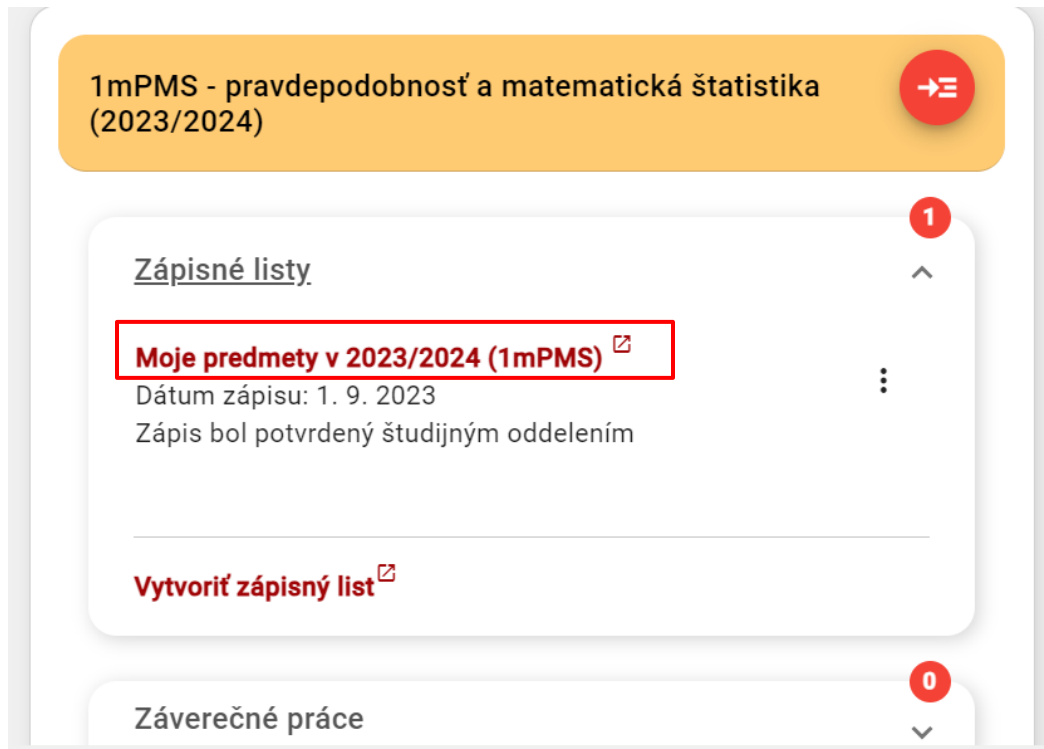 1mPMS - pravdepodobnosť a matematická štatistika
(2023/2024)
1
Zápisné listy
Moje predmety v 2023/2024 (1mPMS)
Dátum zápisu: 1. 9. 2023
Zápis bol potvrdený študijným oddelením
Vytvoriť zápisný list
0
Záverečné práce